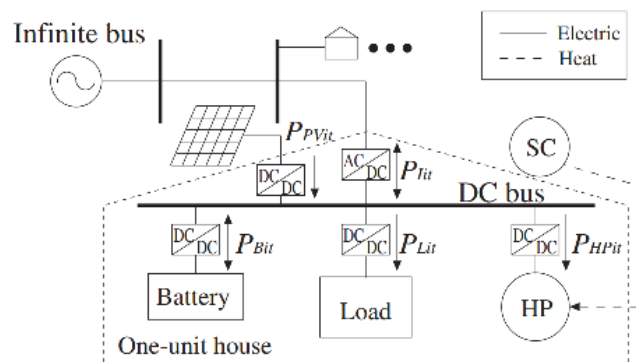 Infinite bus
Electric
Heat
P_PVit
SC
AC
DC
P_Iit
DC
DC
DC bus
DC
DC
P_Bit
DC
DC
P_Lit
DC
DC
P_HPit
Battery
Load
HP
One-unit house